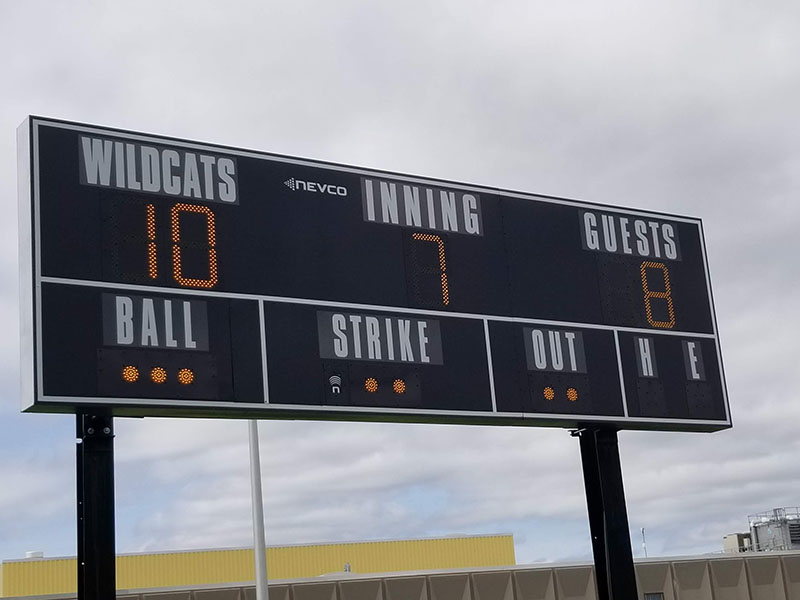 WILDCATS
10
NEVCO
INNING
7
GUESTS
8
BALL
STRIKE
n
OUT
H
E